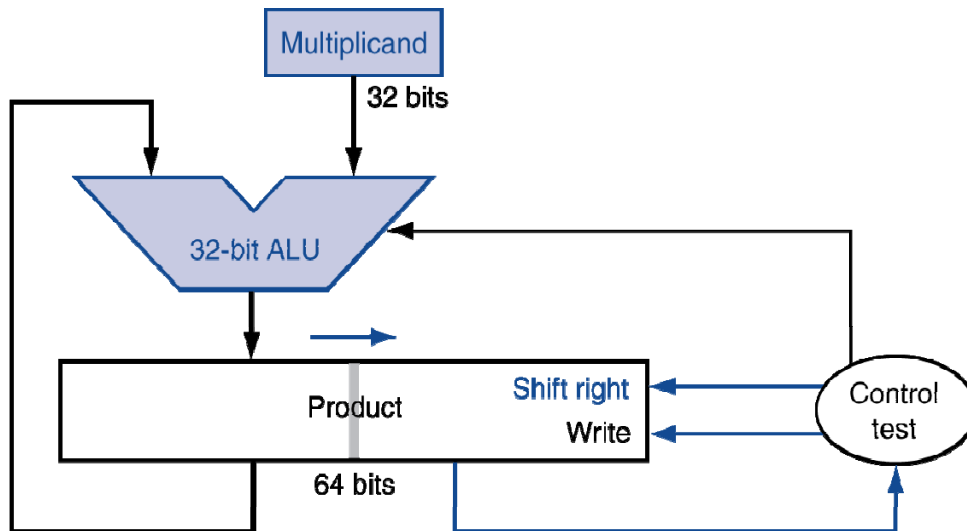 Multiplicand
32 bits
32-bit ALU
Shift right
Product
Write
64 bits
Control
test